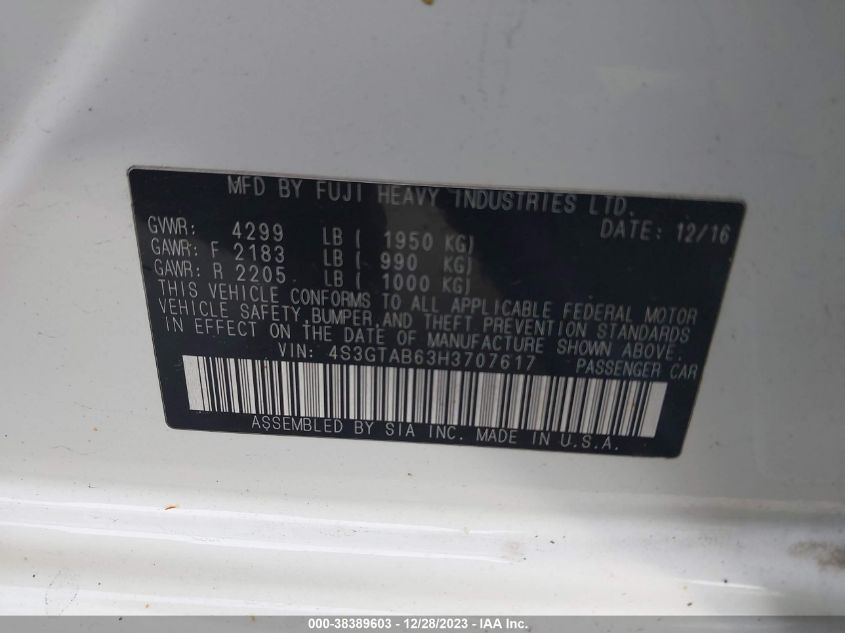 MFD BY FUJI HEAVY INDUSTRIES LTD.
DATE: 12/16
GVWR: 4299 LB ( 1950 KG)
GAWR: F 2183 LB ( 990 KG)
GAWR: R 2205 LB ( 1000 KG)
THIS VEHICLE CONFORMS TO ALL APPLICABLE FEDERAL MOTOR
VEHICLE SAFETY, BUMPER, AND THEFT PREVENTION STANDARDS
IN EFFECT ON THE DATE OF MANUFACTURE SHOWN ABOVE.
VIN: 4S3GTAB63H3707617 PASSENGER CAR
ASSEMBLED BY SIA INC. MADE IN U.S.A.
000-38389603 - 12/28/2023 - IAA Inc.